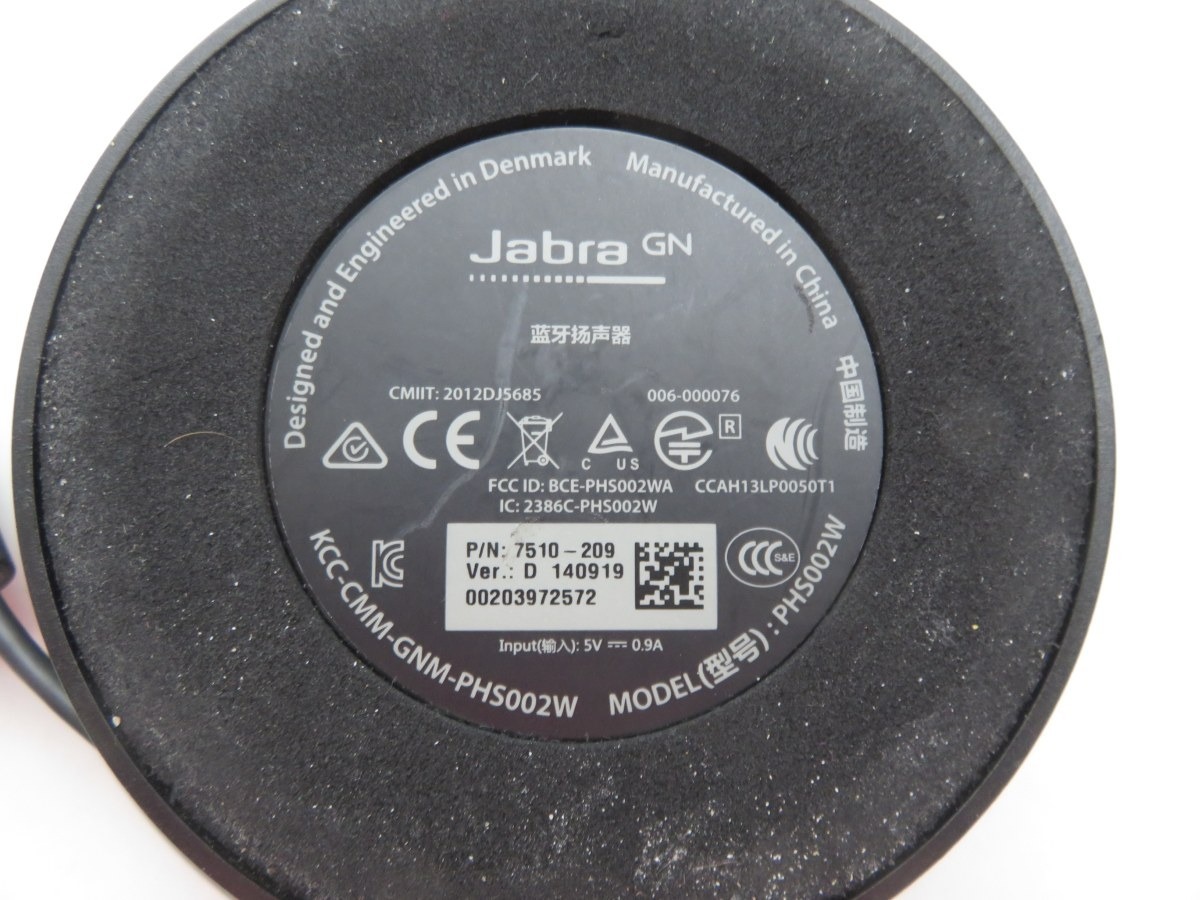 Designed and Engineered in Denmark
Manufactured in China
中国制造
Jabra GN
蓝牙扬声器
CMIIT: 2012DJ5685
006-000076
CE
C US
R
FCC ID: BCE-PHS002WA
CCAH13LP0050T1
IC: 2386C-PHS002W
P/N: 7510-209
Ver.: D 140919
00203972572
CCC S&E
Input(输入): 5V ⎓ 0.9A
KCC-CMM-GNM-PHS002W
MODEL(型号) : PHS002W